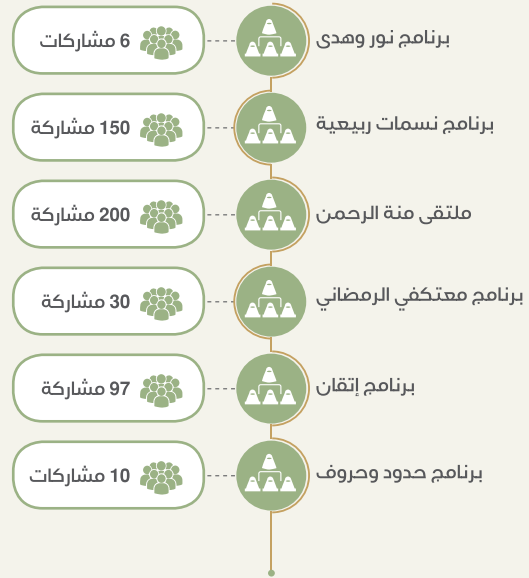 برنامج نور وهدى
6 مشاركات
برنامج نسمات ربيعية
150 مشاركة
ملتقى منة الرحمن
200 مشاركة
برنامج معتكفي الرمضاني
30 مشاركة
برنامج إتقان
97 مشاركة
برنامج حدود وحروف
10 مشاركات